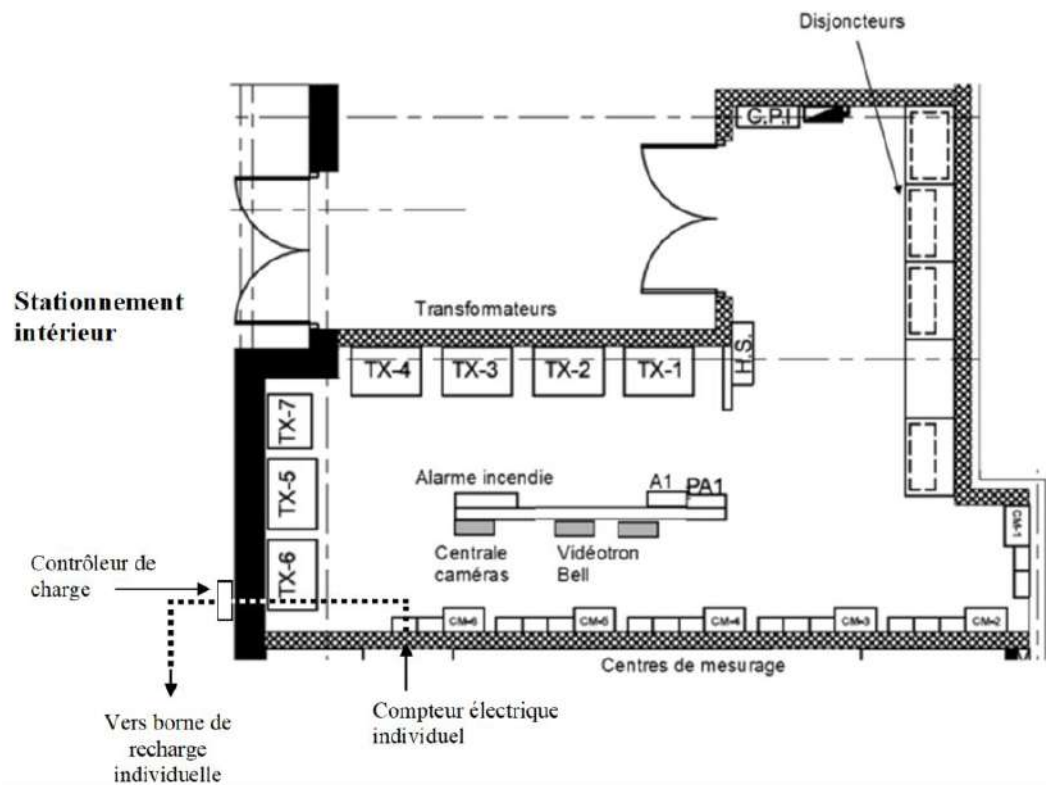 Disjoncteurs
C.P.I
Stationnement
intérieur
Transformateurs
H.S.
TX-4
TX-3
TX-2
TX-1
TX-7
TX-5
TX-6
Alarme incendie
A1
PA1
Centrale
caméras
Vidéotron
Bell
CM-1
Contrôleur de
charge
CM-6
CM-5
CM-4
CM-3
CM-2
Centres de mesurage
Vers borne de
recharge
individuelle
Compteur électrique
individuel